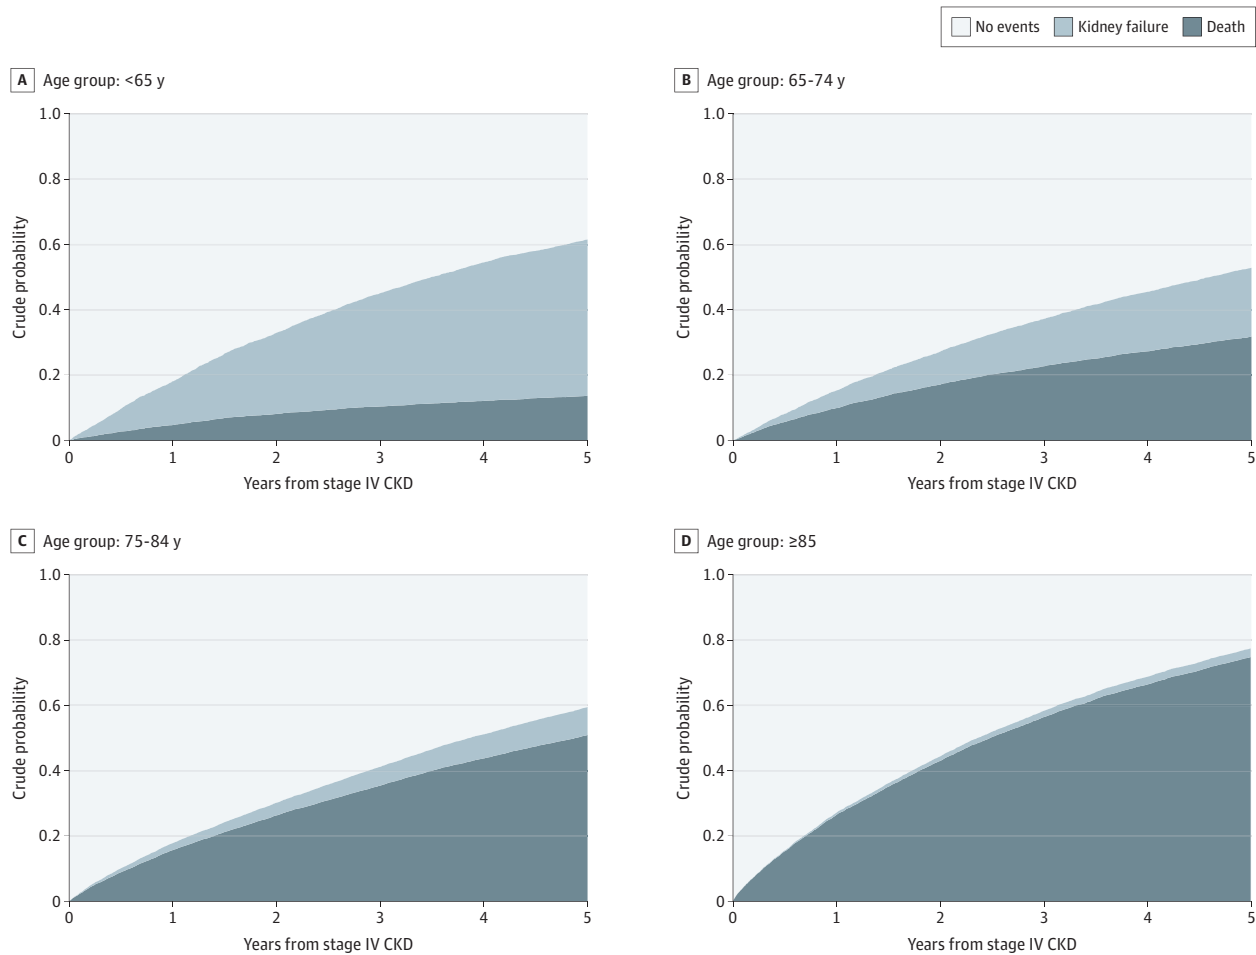 No events Kidney failure Death
A Age group: <65 y
1.0
0.8
0.6
0.4
0.2
0
Crude probability
0 1 2 3 4 5
Years from stage IV CKD
B Age group: 65-74 y
1.0
0.8
0.6
0.4
0.2
0
Crude probability
0 1 2 3 4 5
Years from stage IV CKD
C Age group: 75-84 y
1.0
0.8
0.6
0.4
0.2
0
Crude probability
0 1 2 3 4 5
Years from stage IV CKD
D Age group: ≥85
1.0
0.8
0.6
0.4
0.2
0
Crude probability
0 1 2 3 4 5
Years from stage IV CKD